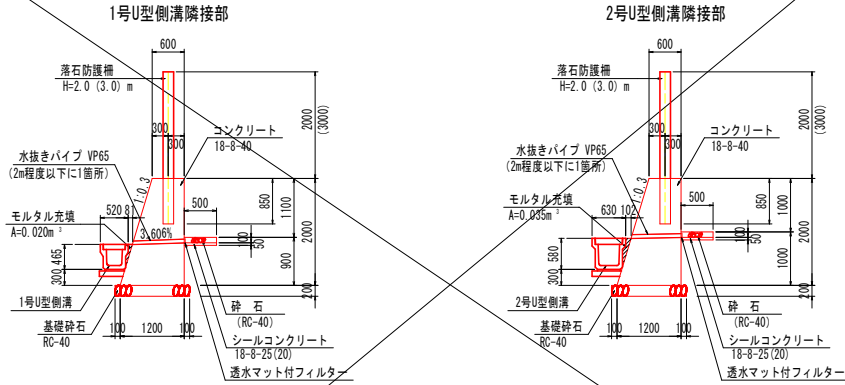 1号U型側溝隣接部
600
落石防護柵
H=2.0 (3.0) m
2000
(3000)
300
300
コンクリート
18-8-40
水抜きパイプ VP65
(2m程度以下に1箇所)
1:0.3
850
1100
500
モルタル充填
A=0.020m³
520
81
3.606%
100
50
2000
465
300
900
200
1号U型側溝
基礎砕石
RC-40
100
1200
100
砕 石
(RC-40)
シールコンクリート
18-8-25(20)
透水マット付フィルター
2号U型側溝隣接部
600
落石防護柵
H=2.0 (3.0) m
2000
(3000)
300
300
コンクリート
18-8-40
水抜きパイプ VP65
(2m程度以下に1箇所)
1:0.3
850
1000
500
モルタル充填
A=0.035m³
630
102
100
50
2000
580
300
1000
200
2号U型側溝
基礎砕石
RC-40
100
1200
100
砕 石
(RC-40)
シールコンクリート
18-8-25(20)
透水マット付フィルター